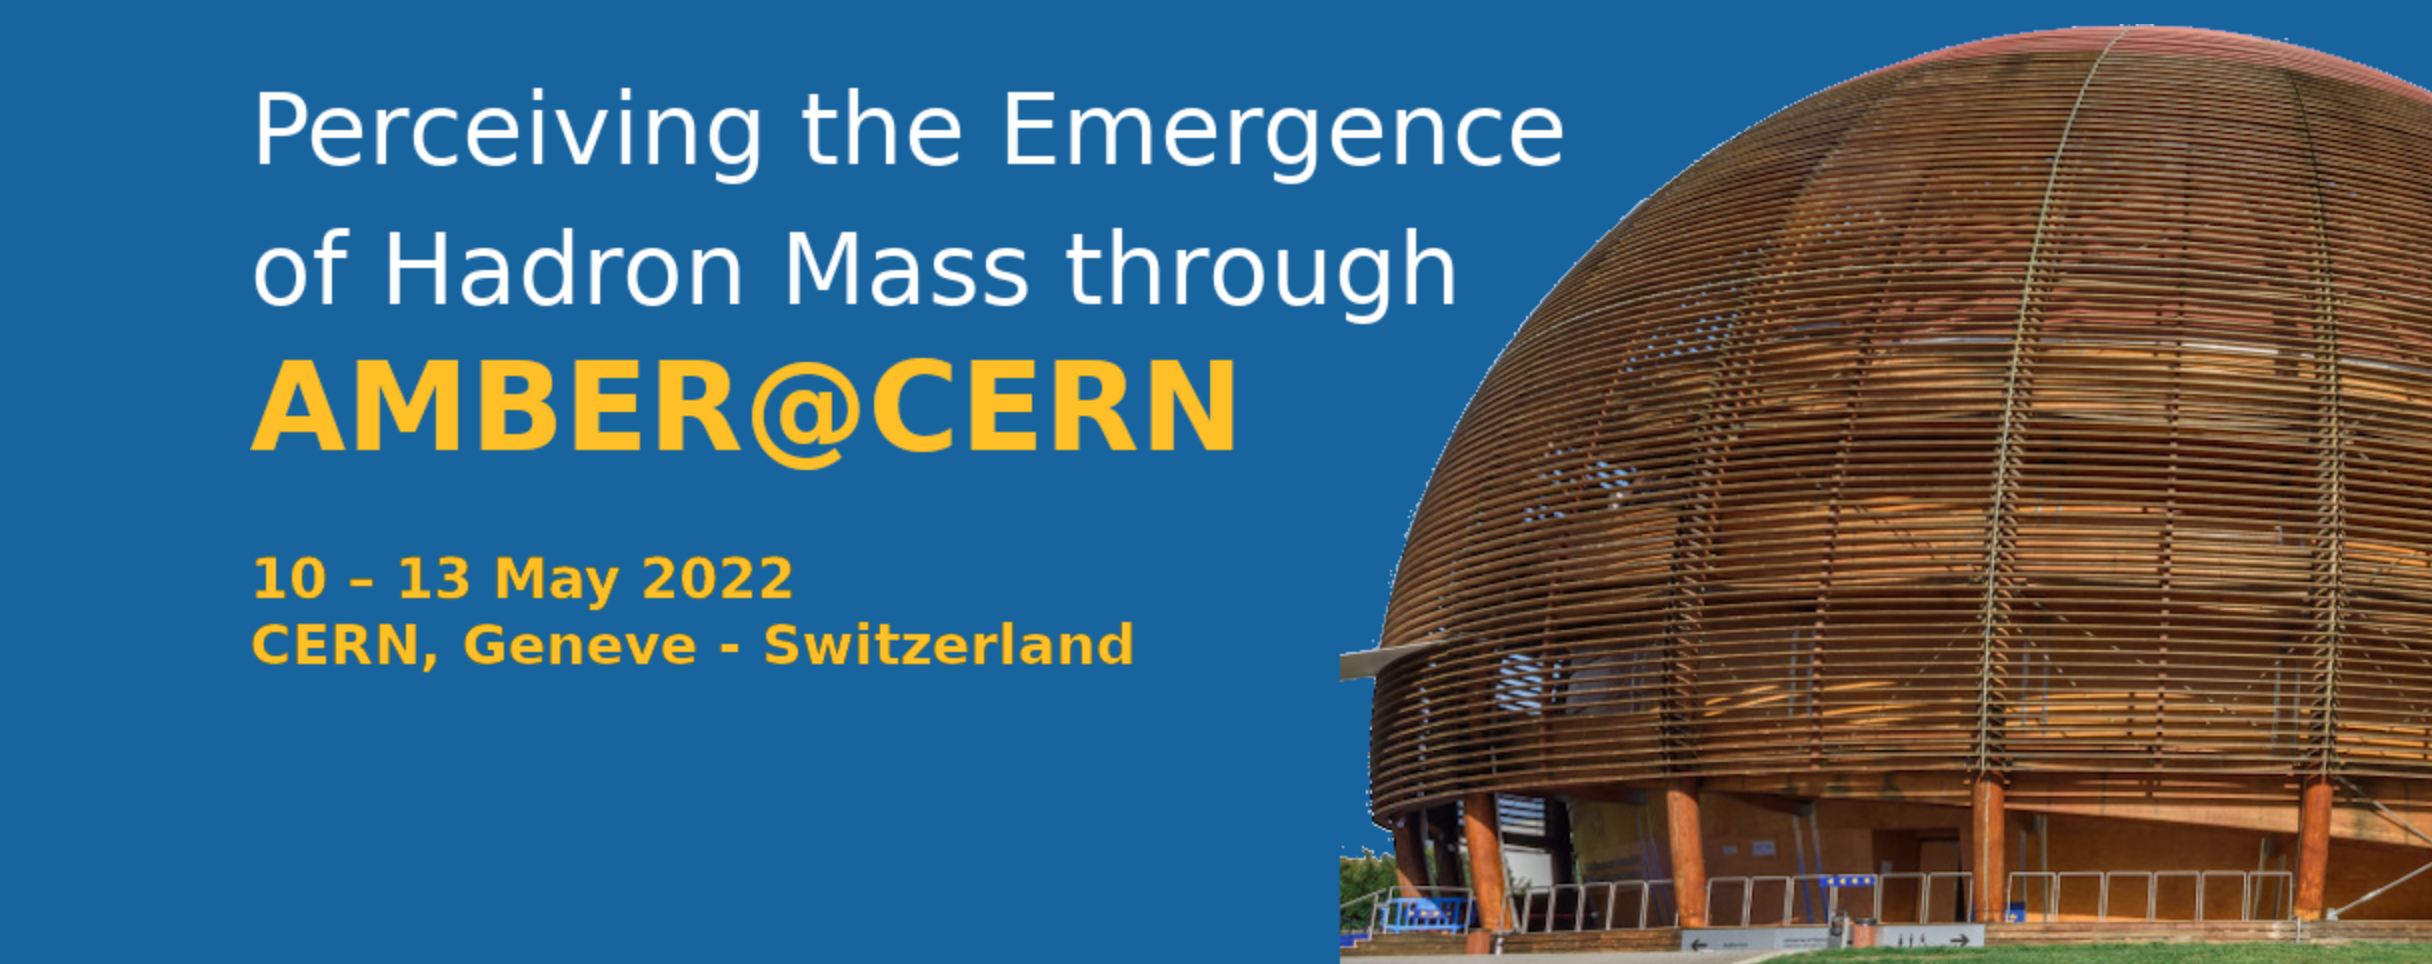 Perceiving the Emergence
of Hadron Mass through
AMBER@CERN
10 – 13 May 2022
CERN, Geneve - Switzerland